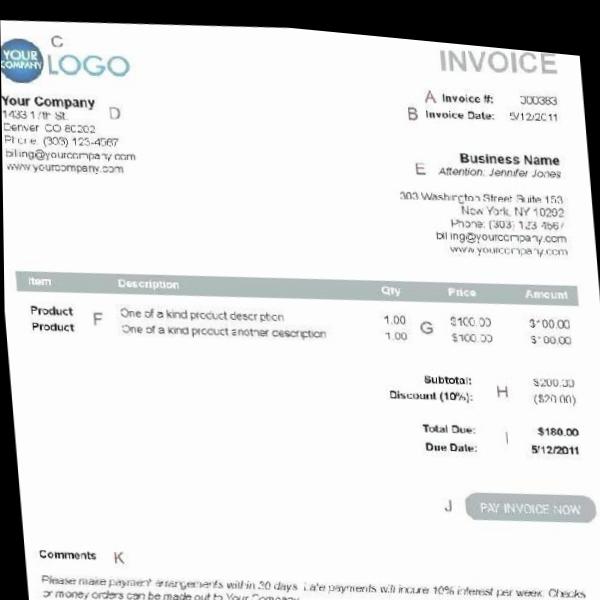 C
YOUR COMPANY LOGO
INVOICE
A Invoice #: 300383
B Invoice Date: 5/12/2011
Your Company D
1433 17th St.
Denver, CO 80202
Phone: (303) 123-4567
billing@yourcompany.com
www.yourcompany.com
Business Name
E Attention: Jennifer Jones
303 Washington Street Suite 153
New York, NY 10292
Phone: (303) 123-4567
billing@yourcompany.com
www.yourcompany.com
Item Description Qty Price Amount
Product F One of a kind product description 1.00 G $100.00 $100.00
Product One of a kind product another description 1.00 $100.00 $100.00
Subtotal: H $200.00
Discount (10%): ($20.00)
Total Due: I $180.00
Due Date: 5/12/2011
J PAY INVOICE NOW
Comments K
Please make payment arrangements within 30 days. Late payments will incure 10% interest per week. Checks
or money orders can be made out to Your Company